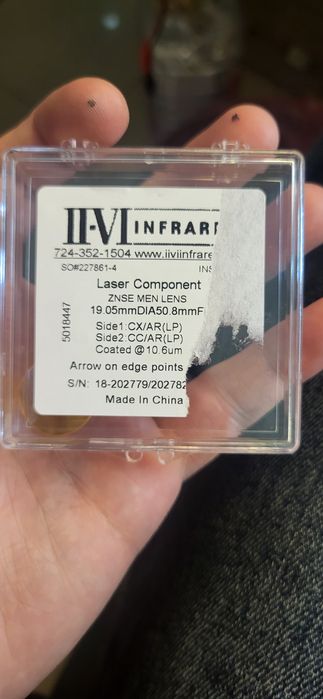 II-VI INFRAR
724-352-1504 www.iiviinfrare
SO#227861-4 INS
Laser Component
ZNSE MEN LENS
19.05mmDIA50.8mmF
Side1:CX/AR(LP)
Side2:CC/AR(LP)
Coated @10.6um
Arrow on edge points
S/N: 18-202779/202782
Made In China
5018447